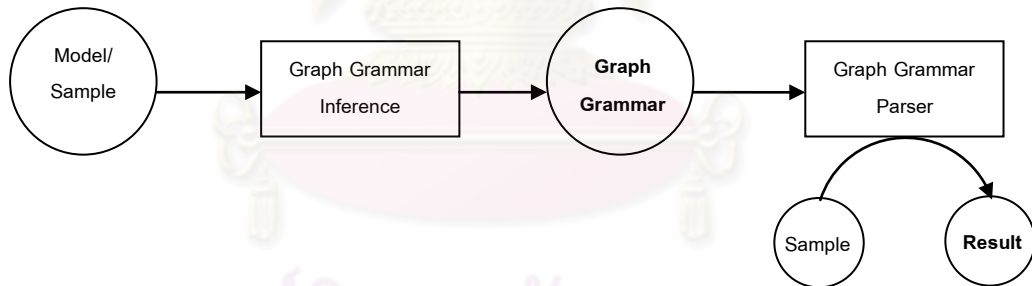 Model/
Sample
Graph Grammar
Inference
Graph
Grammar
Graph Grammar
Parser
Sample
Result